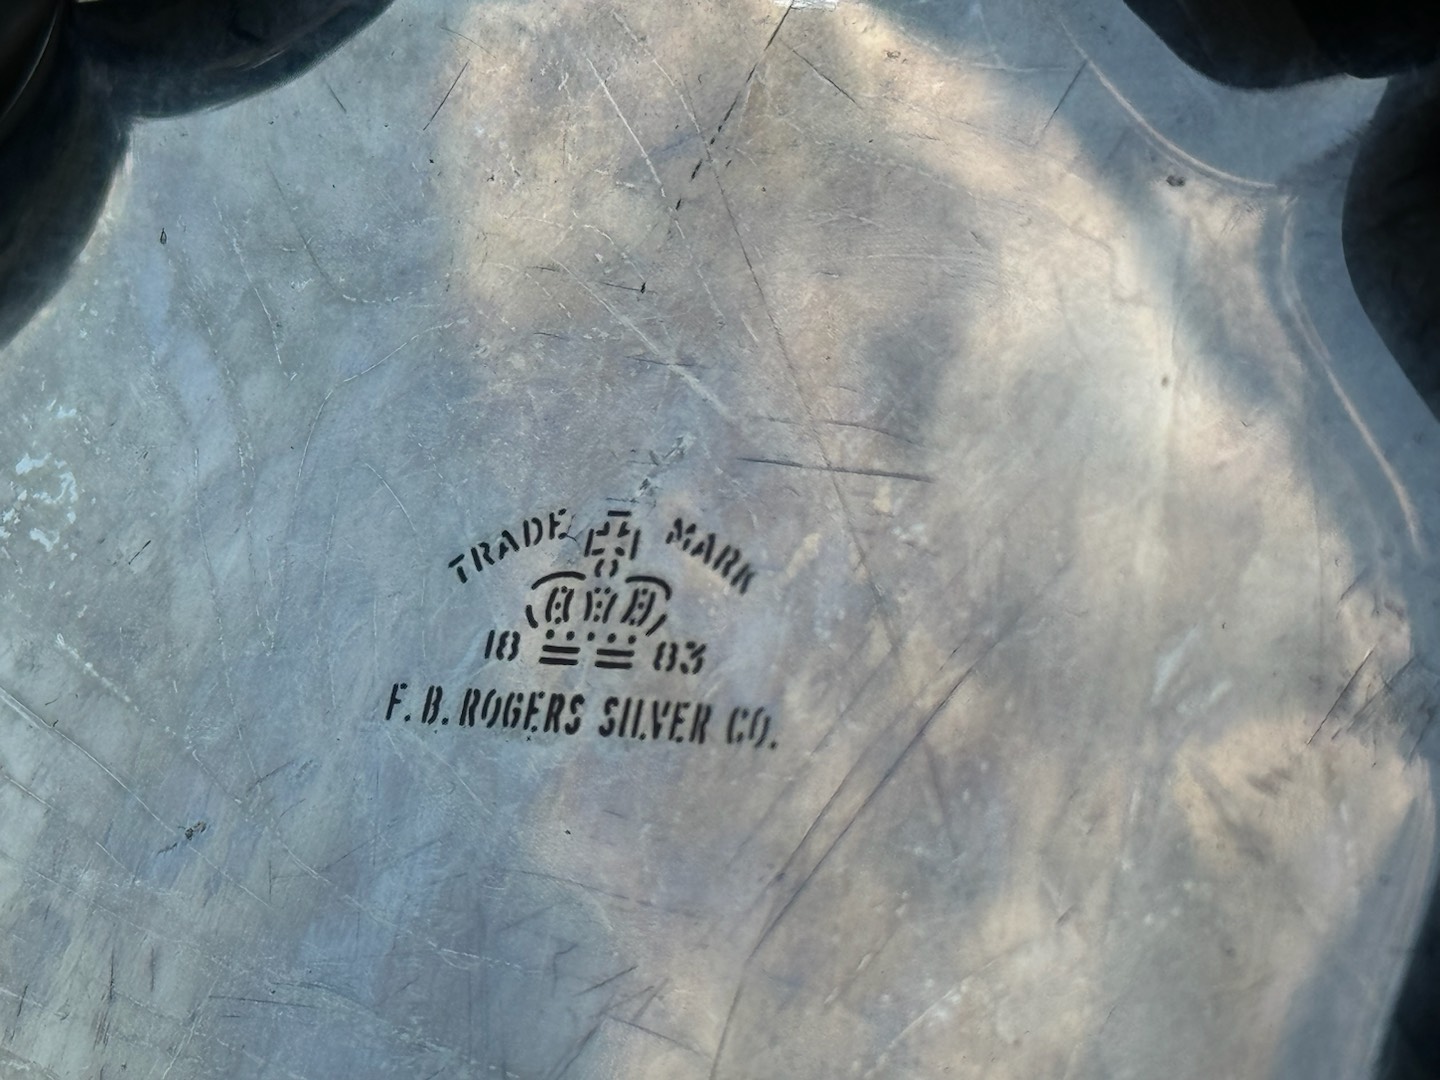 TRADE MARK
18 83
F. B. ROGERS SILVER CO.